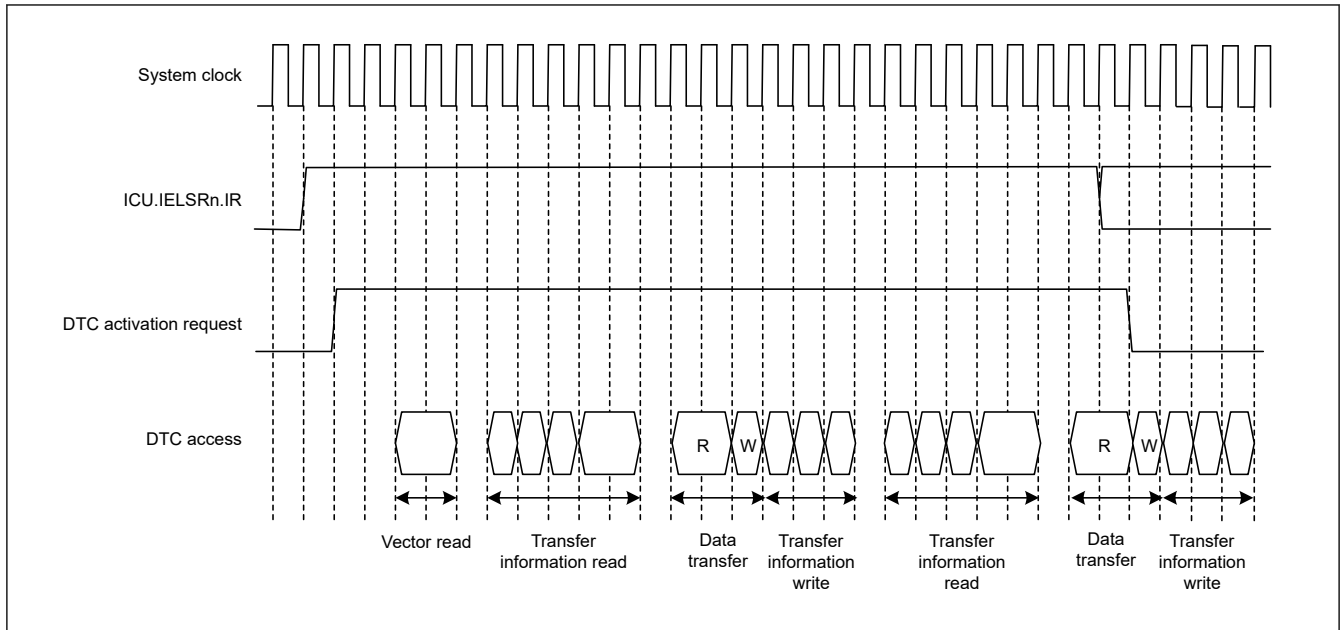 System clock
ICU.IELSRn.IR
DTC activation request
DTC access
R
W
R
W
Vector read
Transfer
information read
Data
transfer
Transfer
information
write
Transfer
information
read
Data
transfer
Transfer
information
write